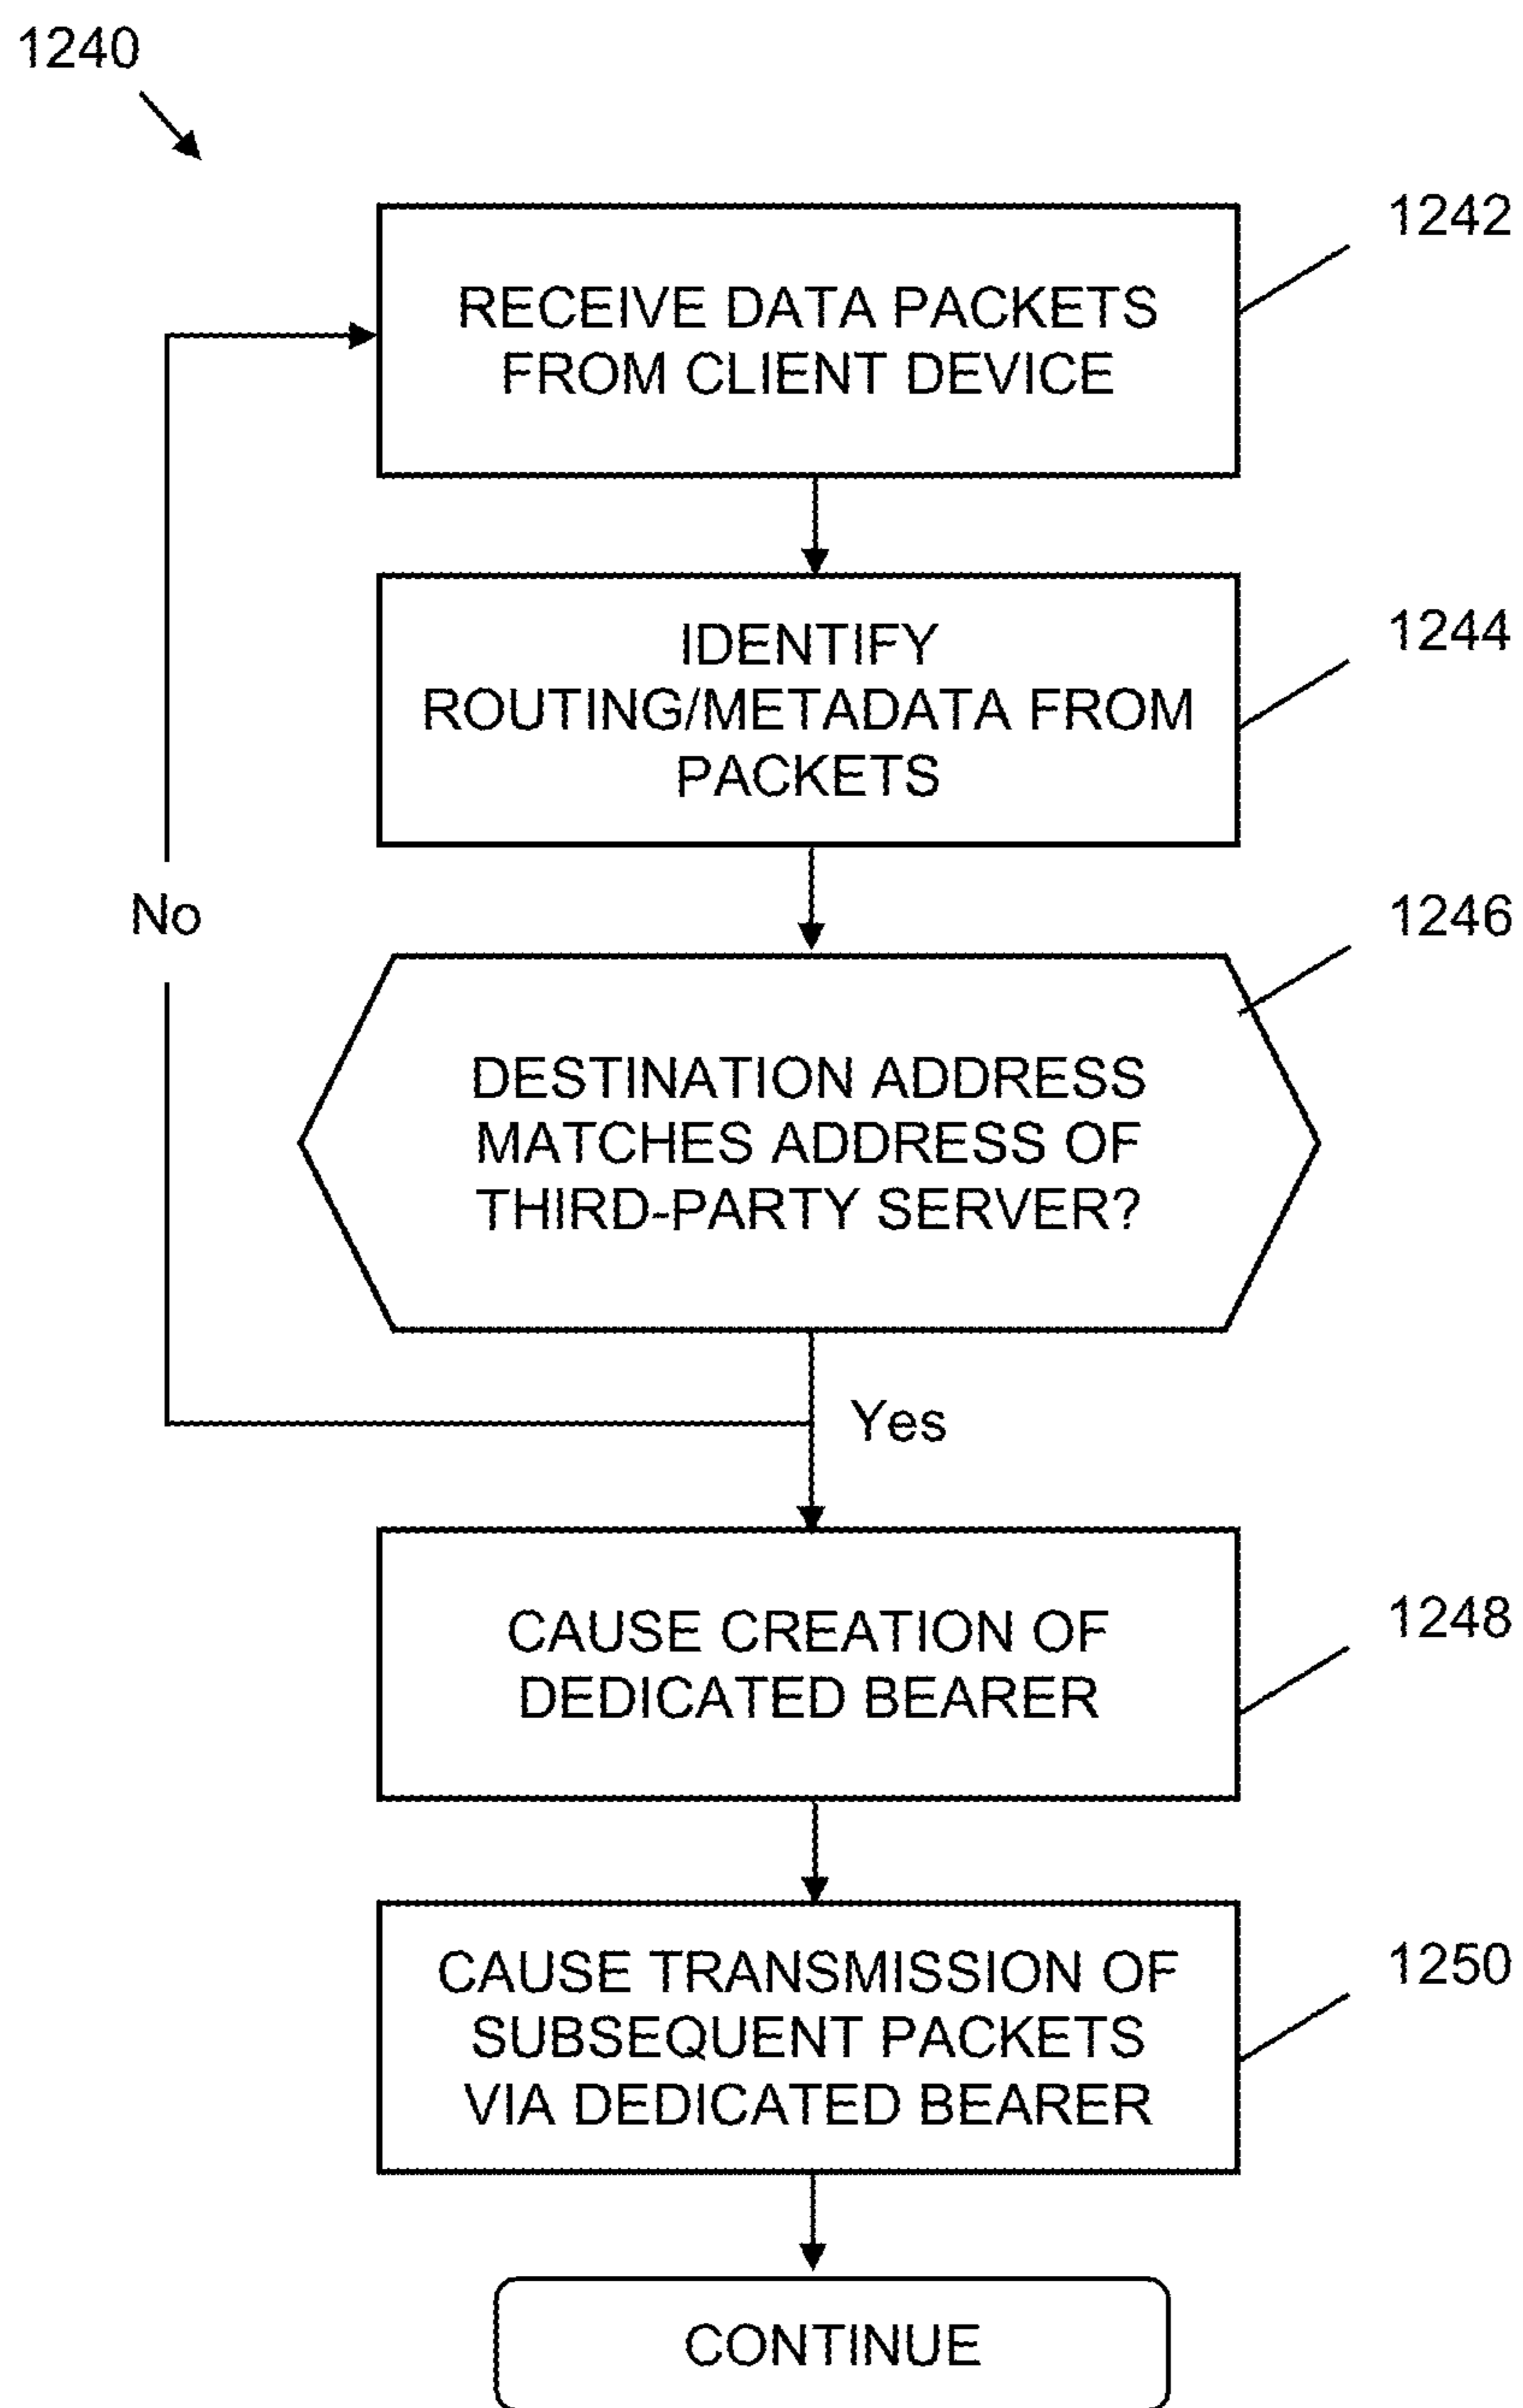 1240
1242
RECEIVE DATA PACKETS
FROM CLIENT DEVICE
1244
IDENTIFY
ROUTING/METADATA FROM
PACKETS
No
1246
DESTINATION ADDRESS
MATCHES ADDRESS OF
THIRD-PARTY SERVER?
Yes
1248
CAUSE CREATION OF
DEDICATED BEARER
1250
CAUSE TRANSMISSION OF
SUBSEQUENT PACKETS
VIA DEDICATED BEARER
CONTINUE